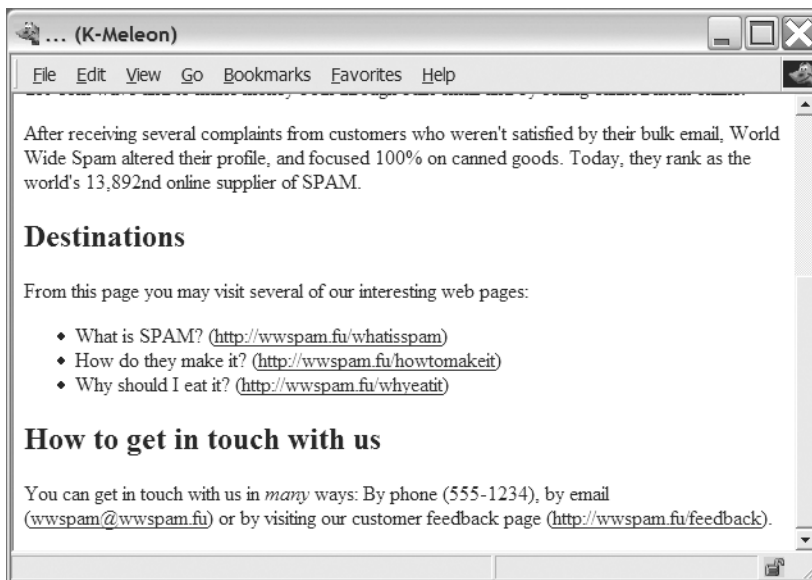 ... (K-Meleon)
File Edit View Go Bookmarks Favorites Help
After receiving several complaints from customers who weren't satisfied by their bulk email, World
Wide Spam altered their profile, and focused 100% on canned goods. Today, they rank as the
world's 13,892nd online supplier of SPAM.
Destinations
From this page you may visit several of our interesting web pages:
• What is SPAM? (http://wwspam.fu/whatisspam)
• How do they make it? (http://wwspam.fu/howtomakeit)
• Why should I eat it? (http://wwspam.fu/whyeatit)
How to get in touch with us
You can get in touch with us in many ways: By phone (555-1234), by email
(wwspam@wwspam.fu) or by visiting our customer feedback page (http://wwspam.fu/feedback).